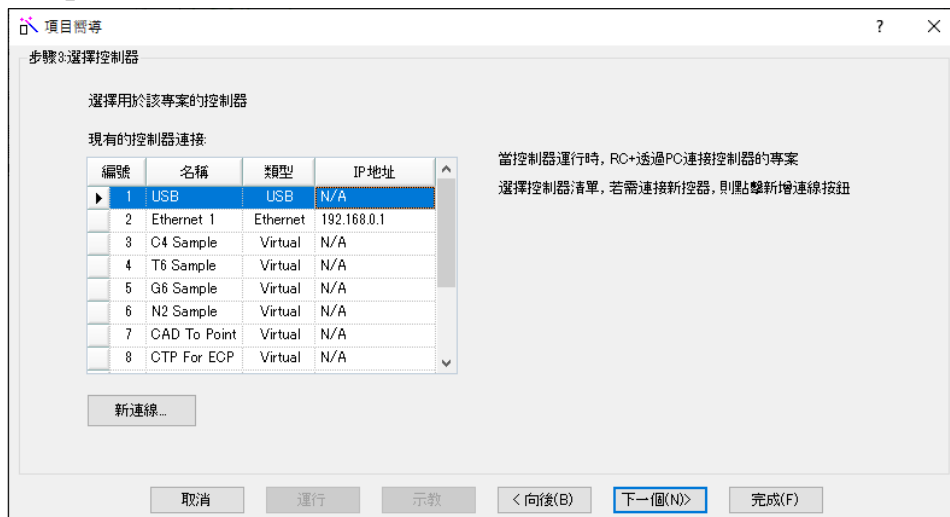 項目嚮導
?
步驟3:選擇控制器
選擇用於該專案的控制器
現有的控制器連接:
編號 名稱 類型 IP地址
1 USB USB N/A
2 Ethernet 1 Ethernet 192.168.0.1
3 C4 Sample Virtual N/A
4 T6 Sample Virtual N/A
5 G6 Sample Virtual N/A
6 N2 Sample Virtual N/A
7 CAD To Point Virtual N/A
8 CTP For ECP Virtual N/A
當控制器運行時, RC+透過PC連接控制器的專案
選擇控制器清單, 若需連接新控器, 則點擊新增連線按鈕
新連線...
取消 運行 示教 < 向後(B) 下一個(N)> 完成(F)